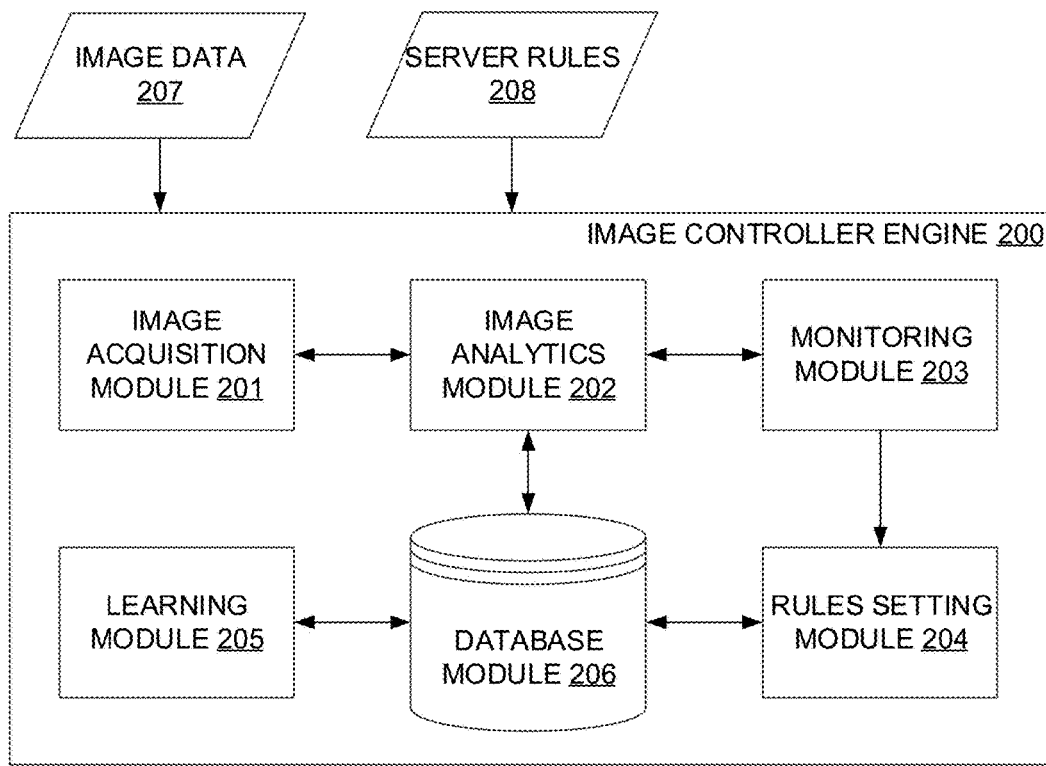 IMAGE DATA
207
SERVER RULES
208
IMAGE CONTROLLER ENGINE 200
IMAGE
ACQUISITION
MODULE 201
IMAGE
ANALYTICS
MODULE 202
MONITORING
MODULE 203
LEARNING
MODULE 205
DATABASE
MODULE 206
RULES SETTING
MODULE 204